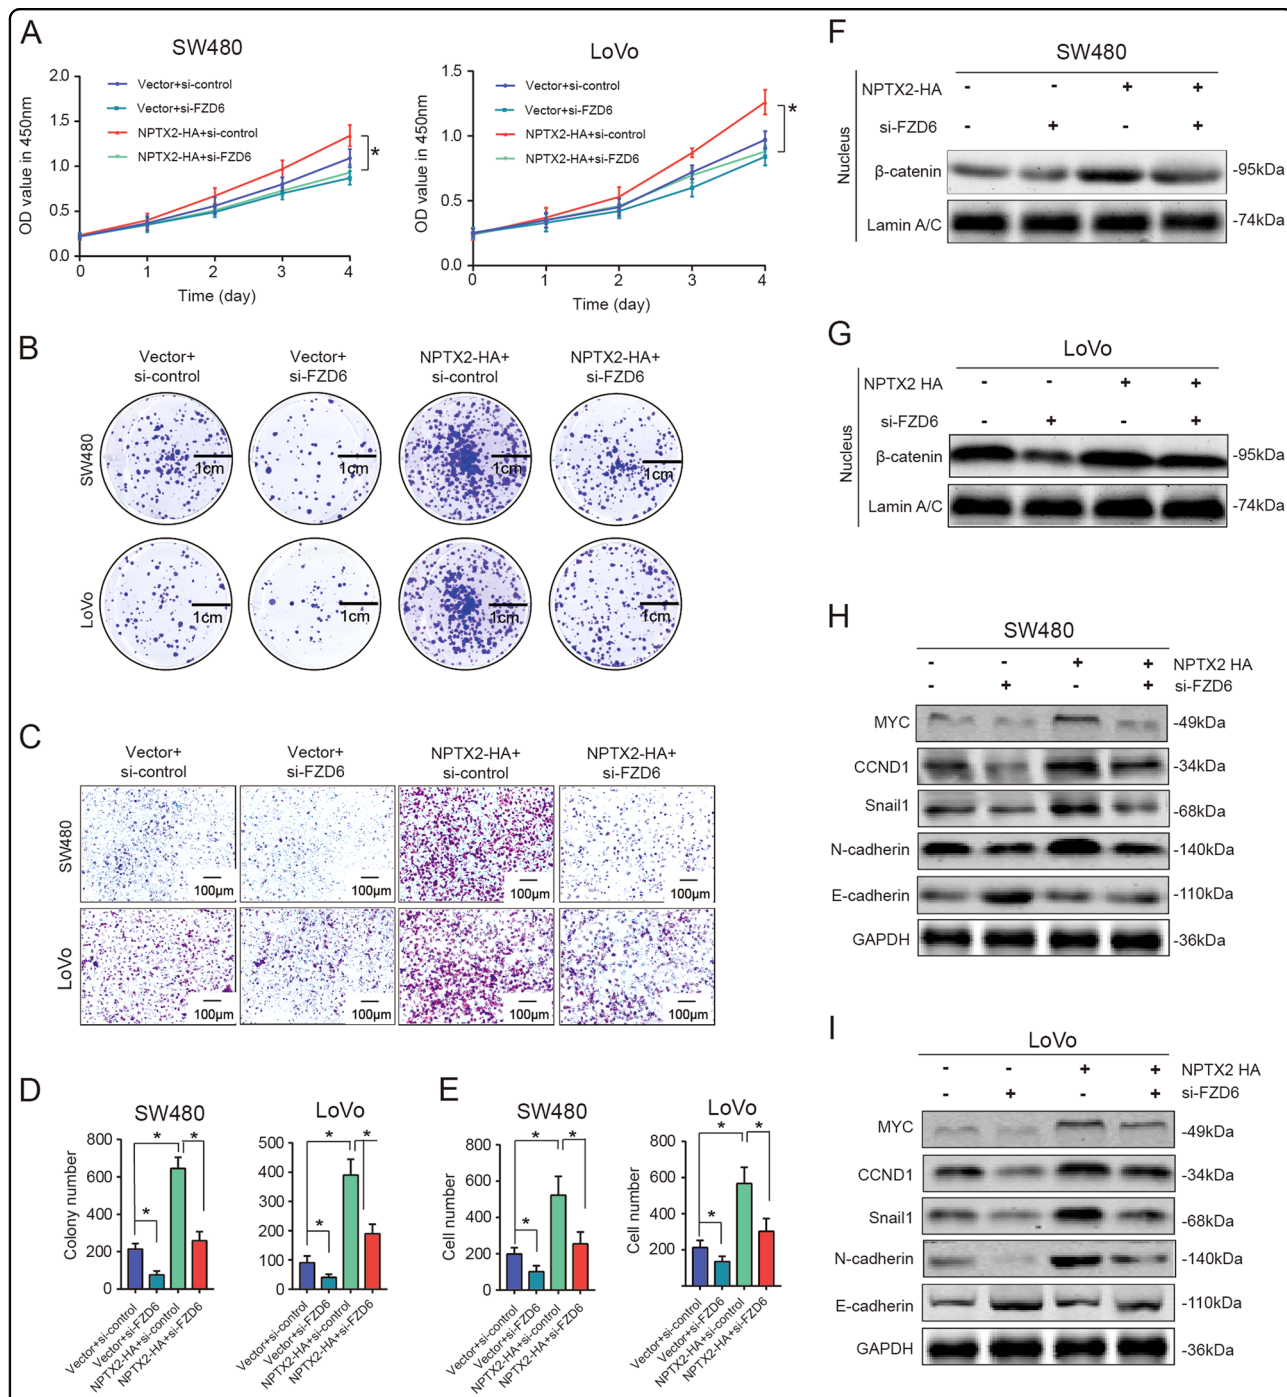 A
SW480
OD value in 450nm
2.0
1.5
1.0
0.5
0.0
0 1 2 3 4
Time (day)
Vector+si-control
Vector+si-FZD6
NPTX2-HA+si-control
NPTX2-HA+si-FZD6
*
LoVo
OD value in 450nm
1.5
1.0
0.5
0.0
0 1 2 3 4
Time (day)
Vector+si-control
Vector+si-FZD6
NPTX2-HA+si-control
NPTX2-HA+si-FZD6
*
B
Vector+
si-control
Vector+
si-FZD6
NPTX2-HA+
si-control
NPTX2-HA+
si-FZD6
SW480
1cm 1cm 1cm 1cm
LoVo
1cm 1cm 1cm 1cm
C
Vector+
si-control
Vector+
si-FZD6
NPTX2-HA+
si-control
NPTX2-HA+
si-FZD6
SW480
100μm 100μm 100μm 100μm
LoVo
100μm 100μm 100μm 100μm
D
SW480
Colony number
800
600
400
200
0
* * *
Vector+si-control
Vector+si-FZD6
NPTX2-HA+si-control
NPTX2-HA+si-FZD6
LoVo
500
400
300
200
100
0
* * *
Vector+si-control
Vector+si-FZD6
NPTX2-HA+si-control
NPTX2-HA+si-FZD6
E
SW480
Cell number
800
600
400
200
0
* * *
Vector+si-control
Vector+si-FZD6
NPTX2-HA+si-control
NPTX2-HA+si-FZD6
LoVo
Cell number
800
600
400
200
* * *
Vector+si-control
Vector+si-FZD6
NPTX2-HA+si-control
NPTX2-HA+si-FZD6
F
SW480
Nucleus
NPTX2-HA - - + +
si-FZD6 - + - +
β-catenin -95kDa
Lamin A/C -74kDa
G
LoVo
Nucleus
NPTX2 HA - - + +
si-FZD6 - + - +
β-catenin -95kDa
Lamin A/C -74kDa
H
SW480
- - + + NPTX2 HA
- + - + si-FZD6
MYC -49kDa
CCND1 -34kDa
Snail1 -68kDa
N-cadherin -140kDa
E-cadherin -110kDa
GAPDH -36kDa
I
LoVo
- - + + NPTX2 HA
- + - + si-FZD6
MYC -49kDa
CCND1 -34kDa
Snail1 -68kDa
N-cadherin -140kDa
E-cadherin -110kDa
GAPDH -36kDa